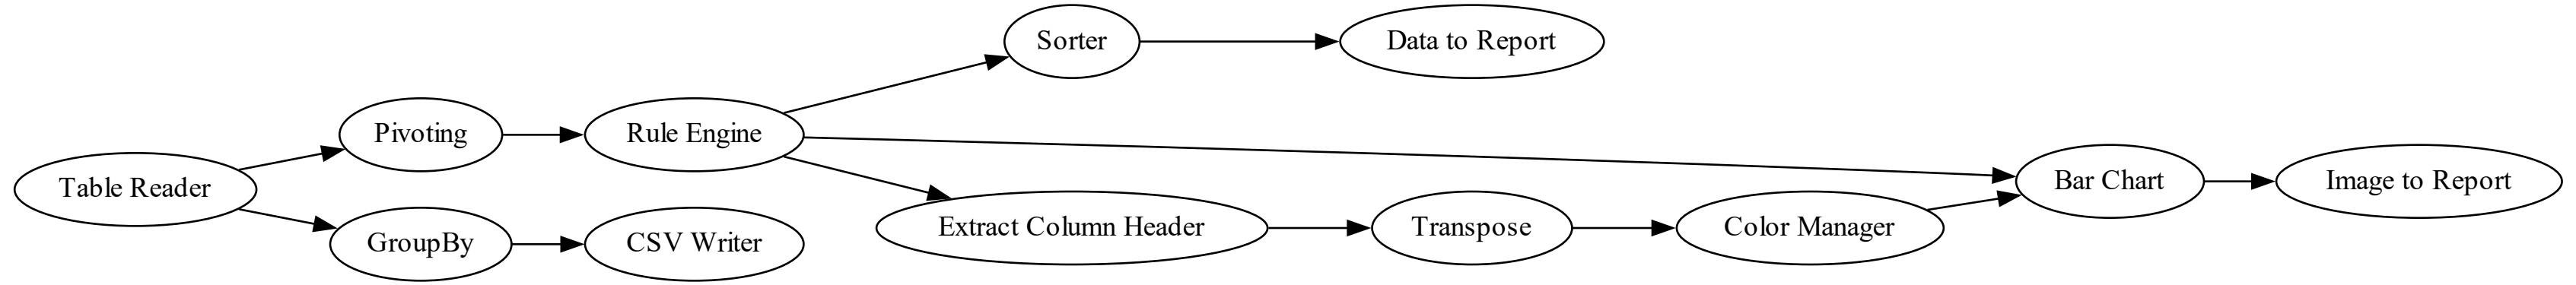 Sorter
Data to Report
Pivoting
Rule Engine
Table Reader
Bar Chart
Image to Report
GroupBy
CSV Writer
Extract Column Header
Transpose
Color Manager